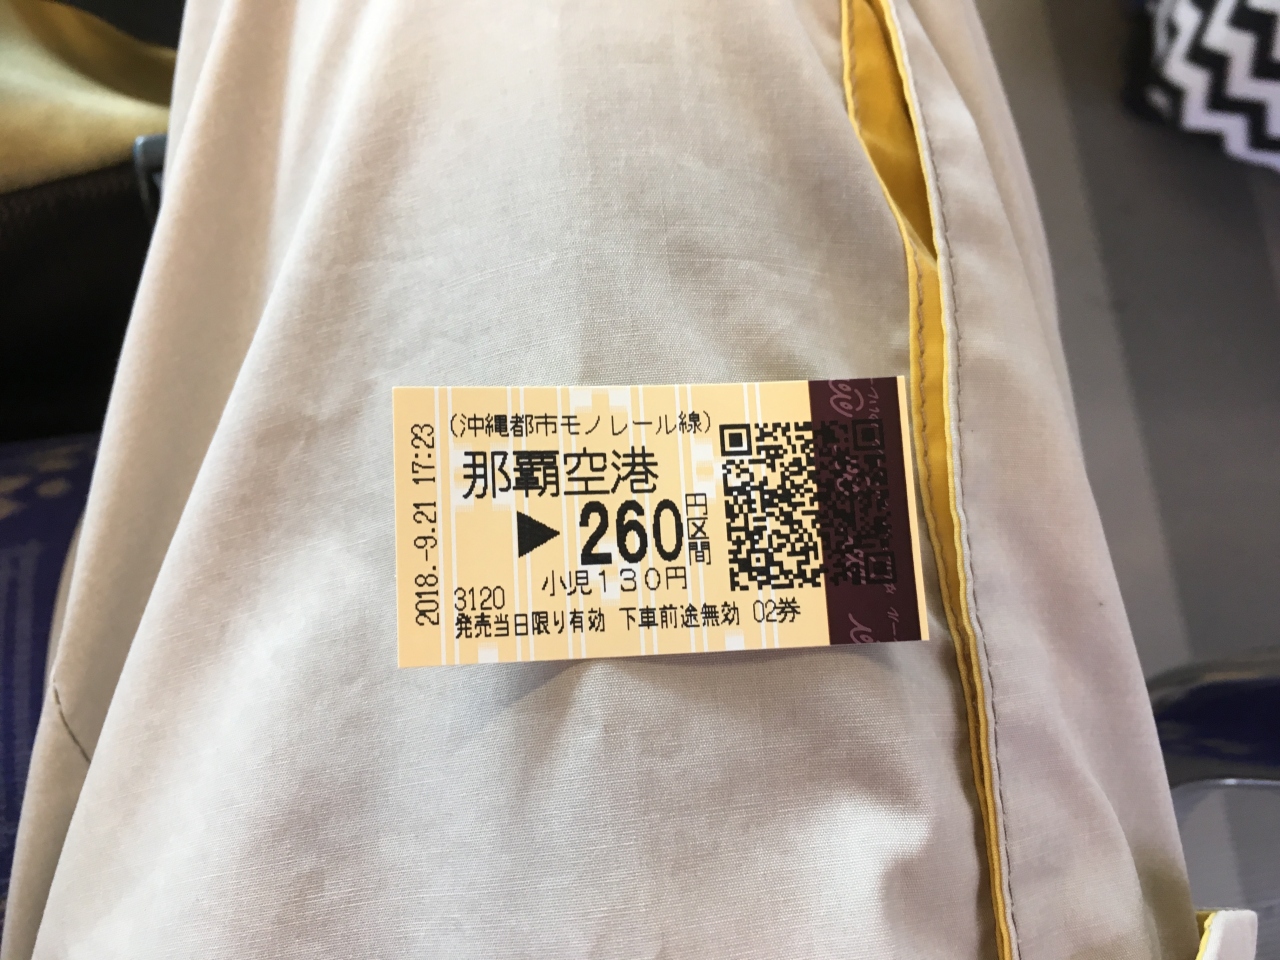 2018.-9.21 17:23
(沖縄都市モノレール線)
那覇空港
▶260円区間
小児130円
3120
発売当日限り有効 下車前途無効 02券